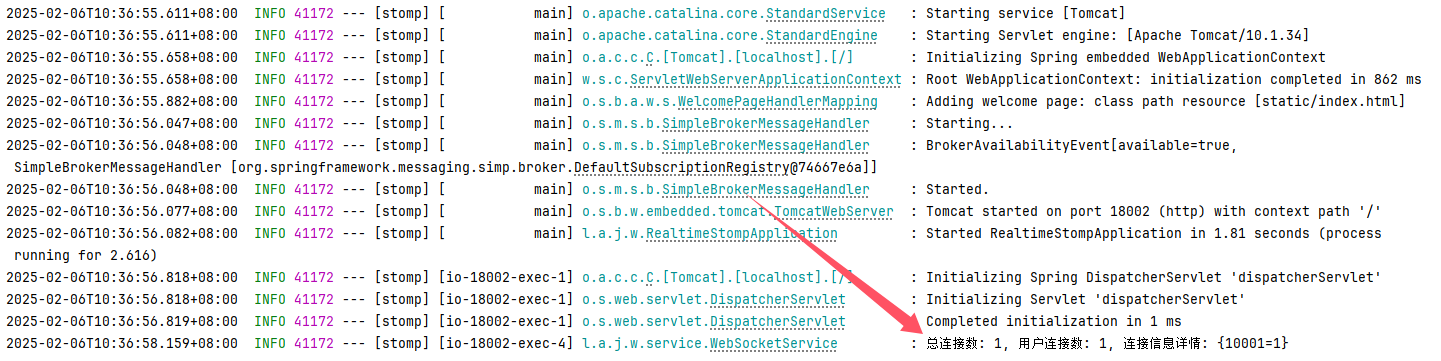 2025-02-06T10:36:55.611+08:00  INFO 41172 --- [stomp] [           main] o.apache.catalina.core.StandardService   : Starting service [Tomcat]
2025-02-06T10:36:55.611+08:00  INFO 41172 --- [stomp] [           main] o.apache.catalina.core.StandardEngine    : Starting Servlet engine: [Apache Tomcat/10.1.34]
2025-02-06T10:36:55.658+08:00  INFO 41172 --- [stomp] [           main] o.a.c.c.C.[Tomcat].[localhost].[/]       : Initializing Spring embedded WebApplicationContext
2025-02-06T10:36:55.658+08:00  INFO 41172 --- [stomp] [           main] w.s.c.ServletWebServerApplicationContext : Root WebApplicationContext: initialization completed in 862 ms
2025-02-06T10:36:55.882+08:00  INFO 41172 --- [stomp] [           main] o.s.b.a.w.s.WelcomePageHandlerMapping    : Adding welcome page: class path resource [static/index.html]
2025-02-06T10:36:56.047+08:00  INFO 41172 --- [stomp] [           main] o.s.m.s.b.SimpleBrokerMessageHandler     : Starting...
2025-02-06T10:36:56.048+08:00  INFO 41172 --- [stomp] [           main] o.s.m.s.b.SimpleBrokerMessageHandler     : BrokerAvailabilityEvent[available=true,
SimpleBrokerMessageHandler [org.springframework.messaging.simp.broker.DefaultSubscriptionRegistry@74667e6a]]
2025-02-06T10:36:56.048+08:00  INFO 41172 --- [stomp] [           main] o.s.m.s.b.SimpleBrokerMessageHandler     : Started.
2025-02-06T10:36:56.077+08:00  INFO 41172 --- [stomp] [           main] o.s.b.w.embedded.tomcat.TomcatWebServer  : Tomcat started on port 18002 (http) with context path '/'
2025-02-06T10:36:56.082+08:00  INFO 41172 --- [stomp] [           main] l.a.j.w.RealtimeStompApplication         : Started RealtimeStompApplication in 1.81 seconds (process
running for 2.616)
2025-02-06T10:36:56.818+08:00  INFO 41172 --- [stomp] [io-18002-exec-1] o.a.c.c.C.[Tomcat].[localhost].[/]       : Initializing Spring DispatcherServlet 'dispatcherServlet'
2025-02-06T10:36:56.818+08:00  INFO 41172 --- [stomp] [io-18002-exec-1] o.s.web.servlet.DispatcherServlet        : Initializing Servlet 'dispatcherServlet'
2025-02-06T10:36:56.819+08:00  INFO 41172 --- [stomp] [io-18002-exec-1] o.s.web.servlet.DispatcherServlet        : Completed initialization in 1 ms
2025-02-06T10:36:58.159+08:00  INFO 41172 --- [stomp] [io-18002-exec-4] l.a.j.w.service.WebSocketService         : 总连接数: 1, 用户连接数: 1, 连接信息详情: {10001=1}